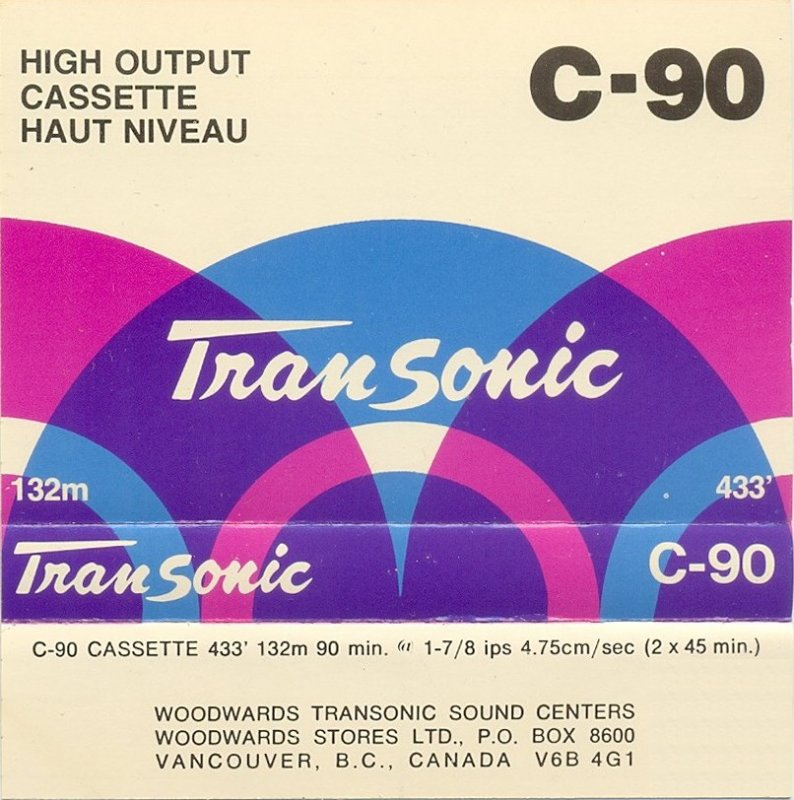 HIGH OUTPUT
CASSETTE
HAUT NIVEAU
C-90
TranSonic
132m
433'
TranSonic
C-90
C-90 CASSETTE 433' 132m 90 min. @ 1-7/8 ips 4.75cm/sec (2 x 45 min.)
WOODWARDS TRANSONIC SOUND CENTERS
WOODWARDS STORES LTD., P.O. BOX 8600
VANCOUVER, B.C., CANADA V6B 4G1